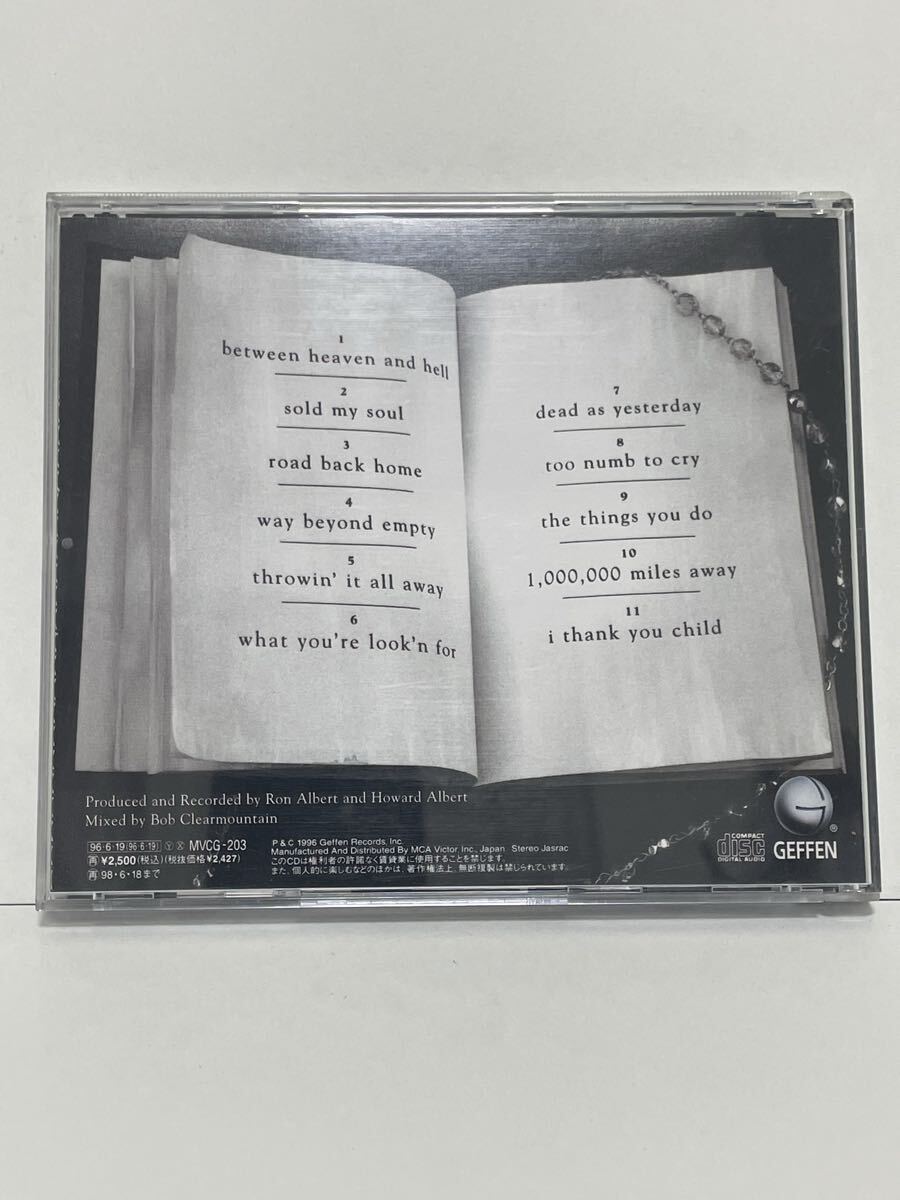 1
between heaven and hell
2
sold my soul
3
road back home
4
way beyond empty
5
throwin' it all away
6
what you're look'n for
7
dead as yesterday
8
too numb to cry
9
the things you do
10
1,000,000 miles away
11
i thank you child
Produced and Recorded by Ron Albert and Howard Albert
Mixed by Bob Clearmountain
96·6·19 (96·6·19) Ⓨ Ⓧ MVCG-203
再 ¥2,500(税込)(税抜価格¥2,427)
再 98·6·18まで
P & C 1996 Geffen Records, Inc.
Manufactured And Distributed By MCA Victor, Inc., Japan Stereo Jasrac
このCDは権利者の許諾なく賃貸業に使用することを禁じます。
また、個人的に楽しむなどのほかは、著作権法上、無断複製は禁じられています。
COMPACT
disc
DIGITAL AUDIO
GEFFEN
®